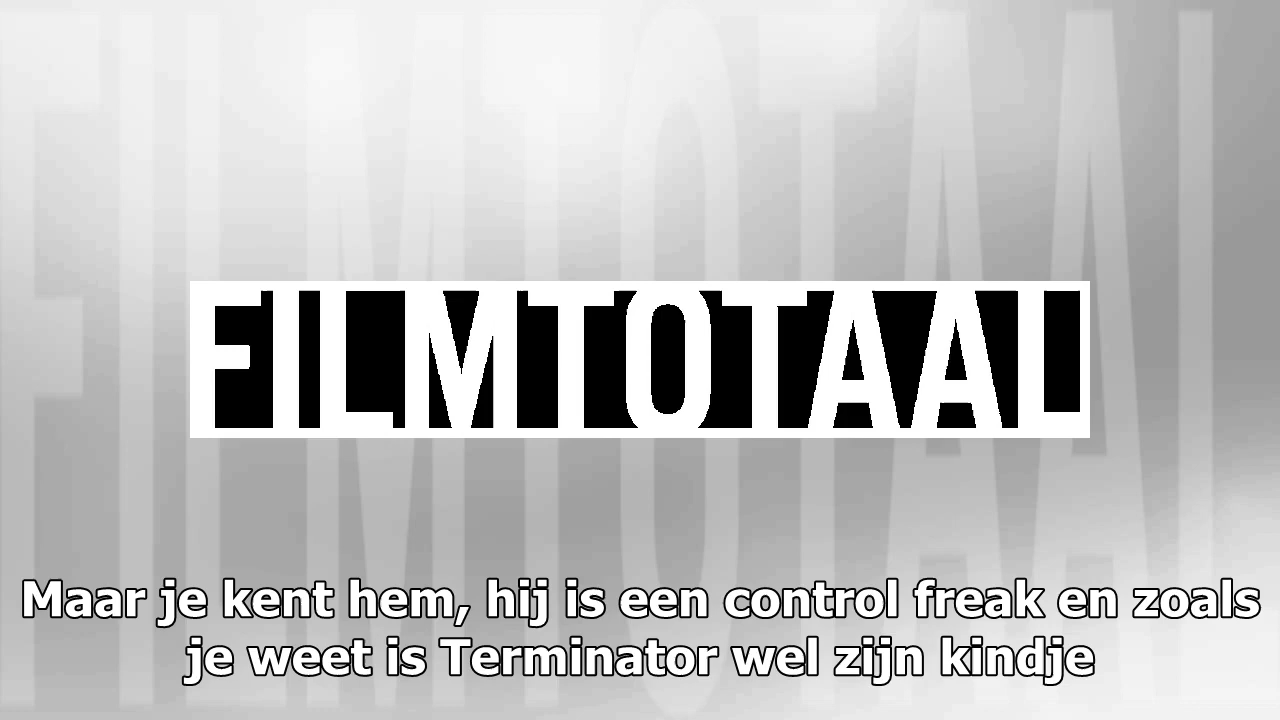 FILMTOTAAL
FILMTOTAAL
Maar je kent hem, hij is een control freak en zoals
je weet is Terminator wel zijn kindje